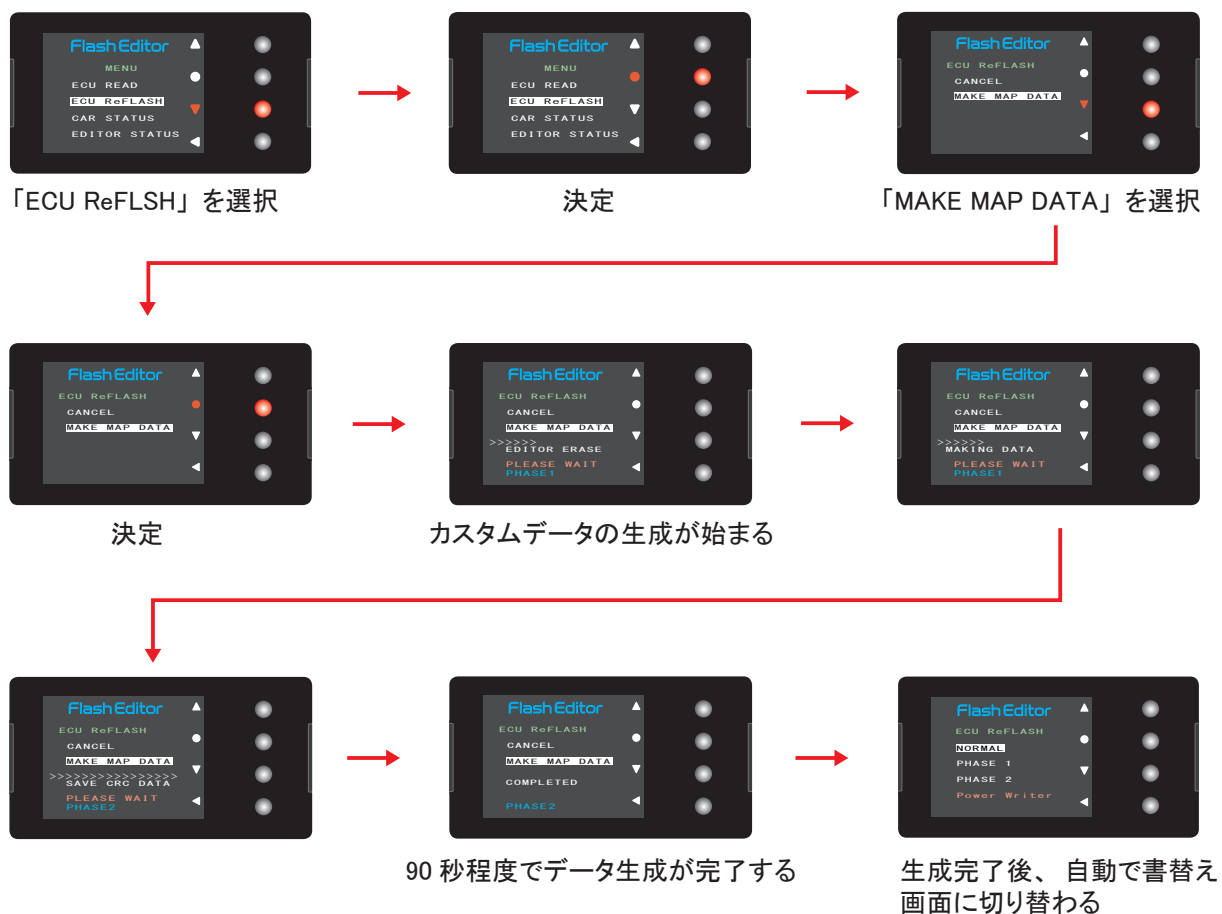 Flash Editor
MENU
ECU READ
ECU ReFLASH
CAR STATUS
EDITOR STATUS
「ECU ReFLSH」を選択
Flash Editor
MENU
ECU READ
ECU ReFLASH
CAR STATUS
EDITOR STATUS
決定
Flash Editor
ECU ReFLASH
CANCEL
MAKE MAP DATA
「MAKE MAP DATA」を選択
Flash Editor
ECU ReFLASH
CANCEL
MAKE MAP DATA
決定
Flash Editor
ECU ReFLASH
CANCEL
MAKE MAP DATA
>>>>>>
EDITOR ERASE
PLEASE WAIT
PHASE1
カスタムデータの生成が始まる
Flash Editor
ECU ReFLASH
CANCEL
MAKE MAP DATA
>>>>>>
MAKING DATA
PLEASE WAIT
PHASE1
Flash Editor
ECU ReFLASH
CANCEL
MAKE MAP DATA
>>>>>>>>>>>>>>>>
SAVE CRC DATA
PLEASE WAIT
PHASE2
Flash Editor
ECU ReFLASH
CANCEL
MAKE MAP DATA
COMPLETED
PHASE2
90 秒程度でデータ生成が完了する
Flash Editor
ECU ReFLASH
NORMAL
PHASE 1
PHASE 2
Power Writer
生成完了後、自動で書替え
画面に切り替わる